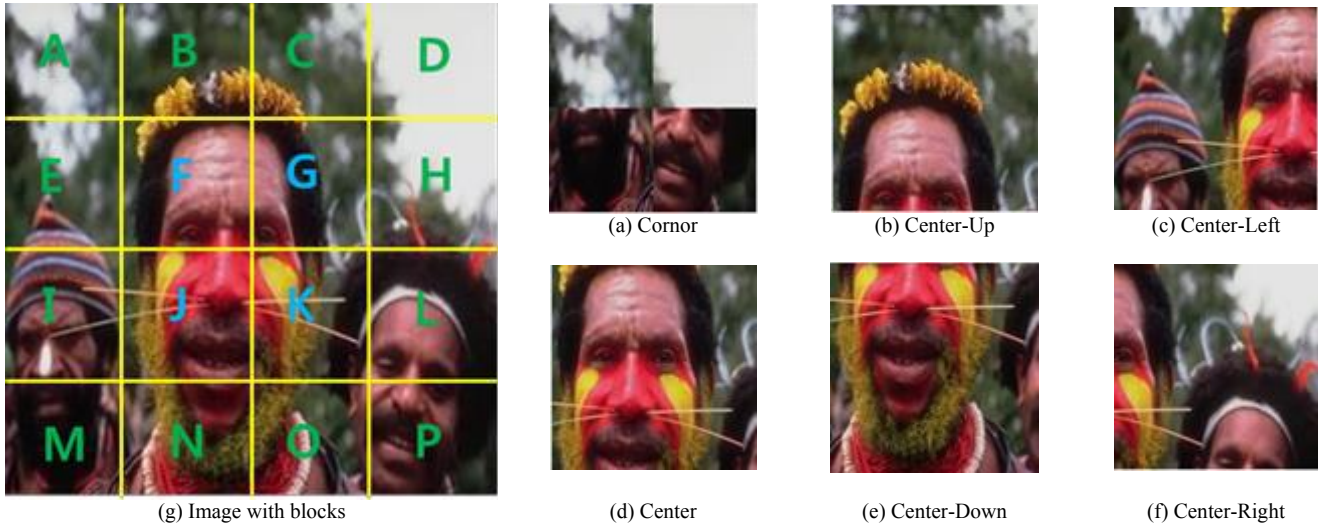 A B C D
E F G H
I J K L
M N O P
(a) Cornor
(b) Center-Up
(c) Center-Left
(g) Image with blocks
(d) Center
(e) Center-Down
(f) Center-Right